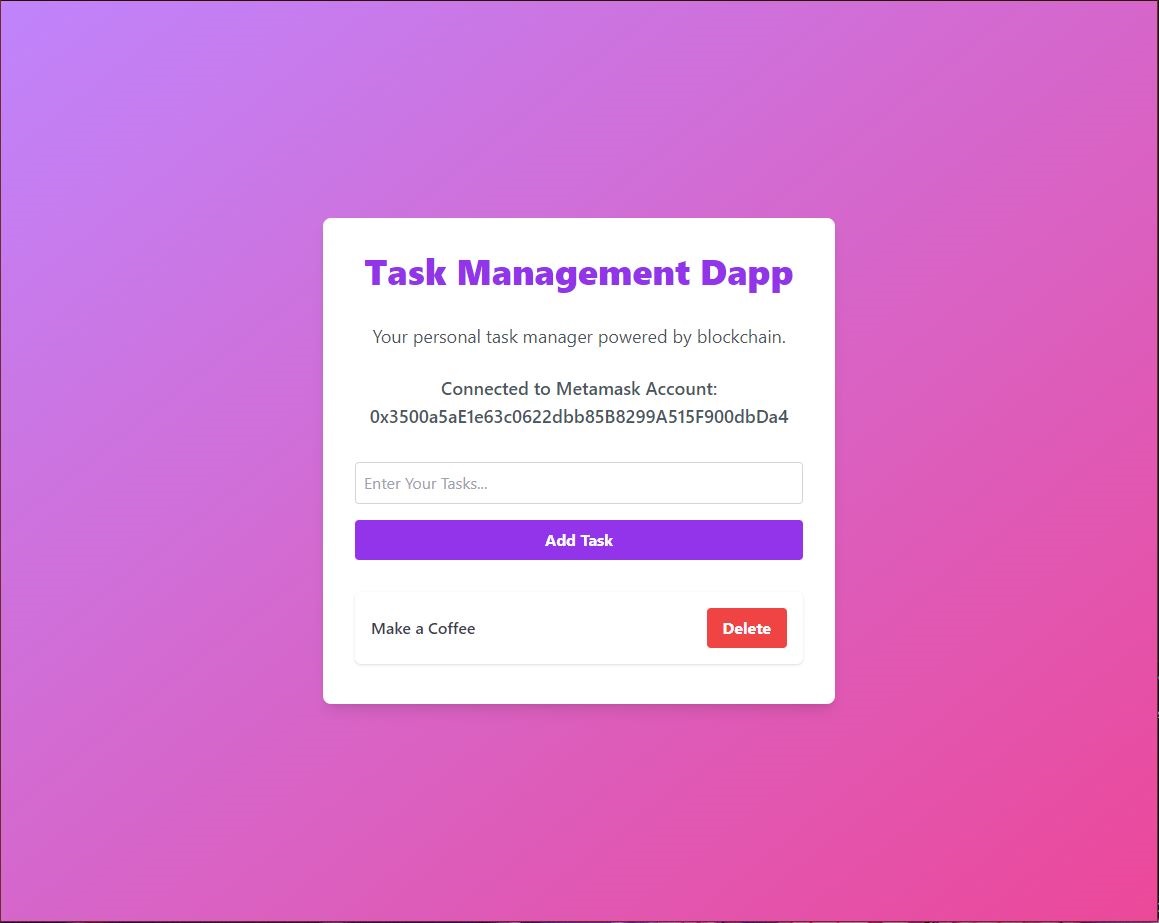 Task Management Dapp
Your personal task manager powered by blockchain.
Connected to Metamask Account:
0x3500a5aE1e63c0622dbb85B8299A515F900dbDa4
Enter Your Tasks...
Add Task
Make a Coffee
Delete